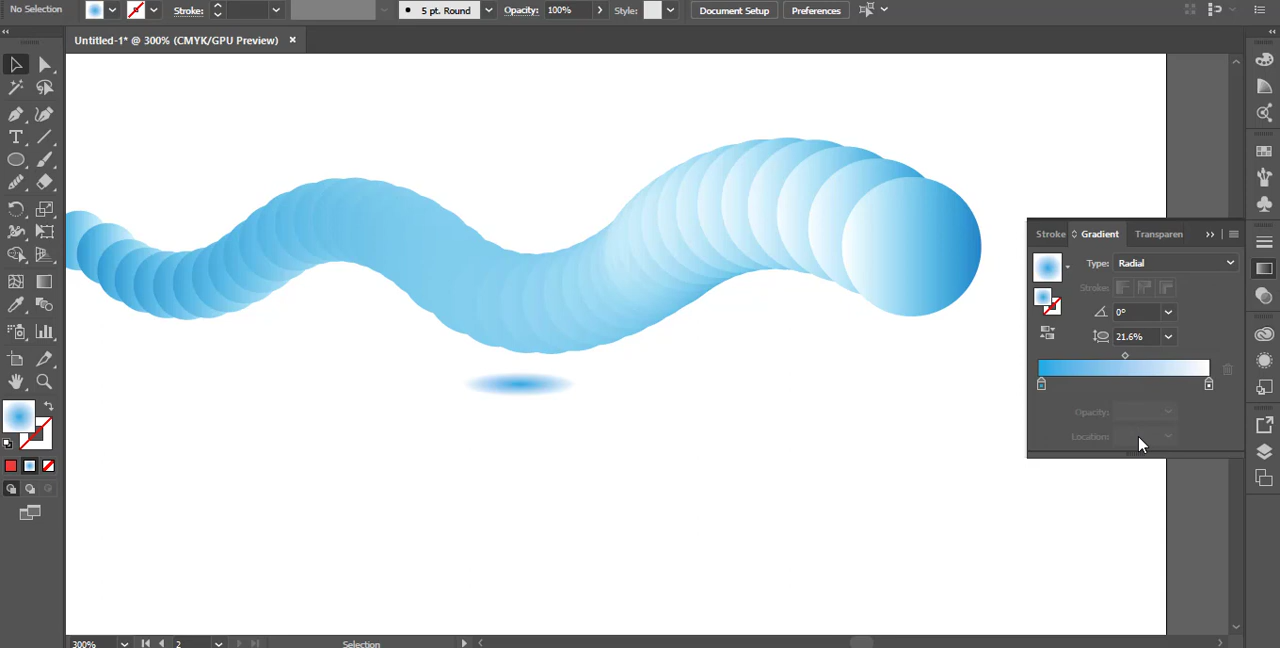 No Selection Stroke: 5 pt. Round Opacity: 100% Style: Document Setup Preferences
Untitled-1* @ 300% (CMYK/GPU Preview) ×
Stroke Gradient Transparen
Type: Radial
Stroke:
0°
21.6%
Opacity:
Location:
300% 2 Selection